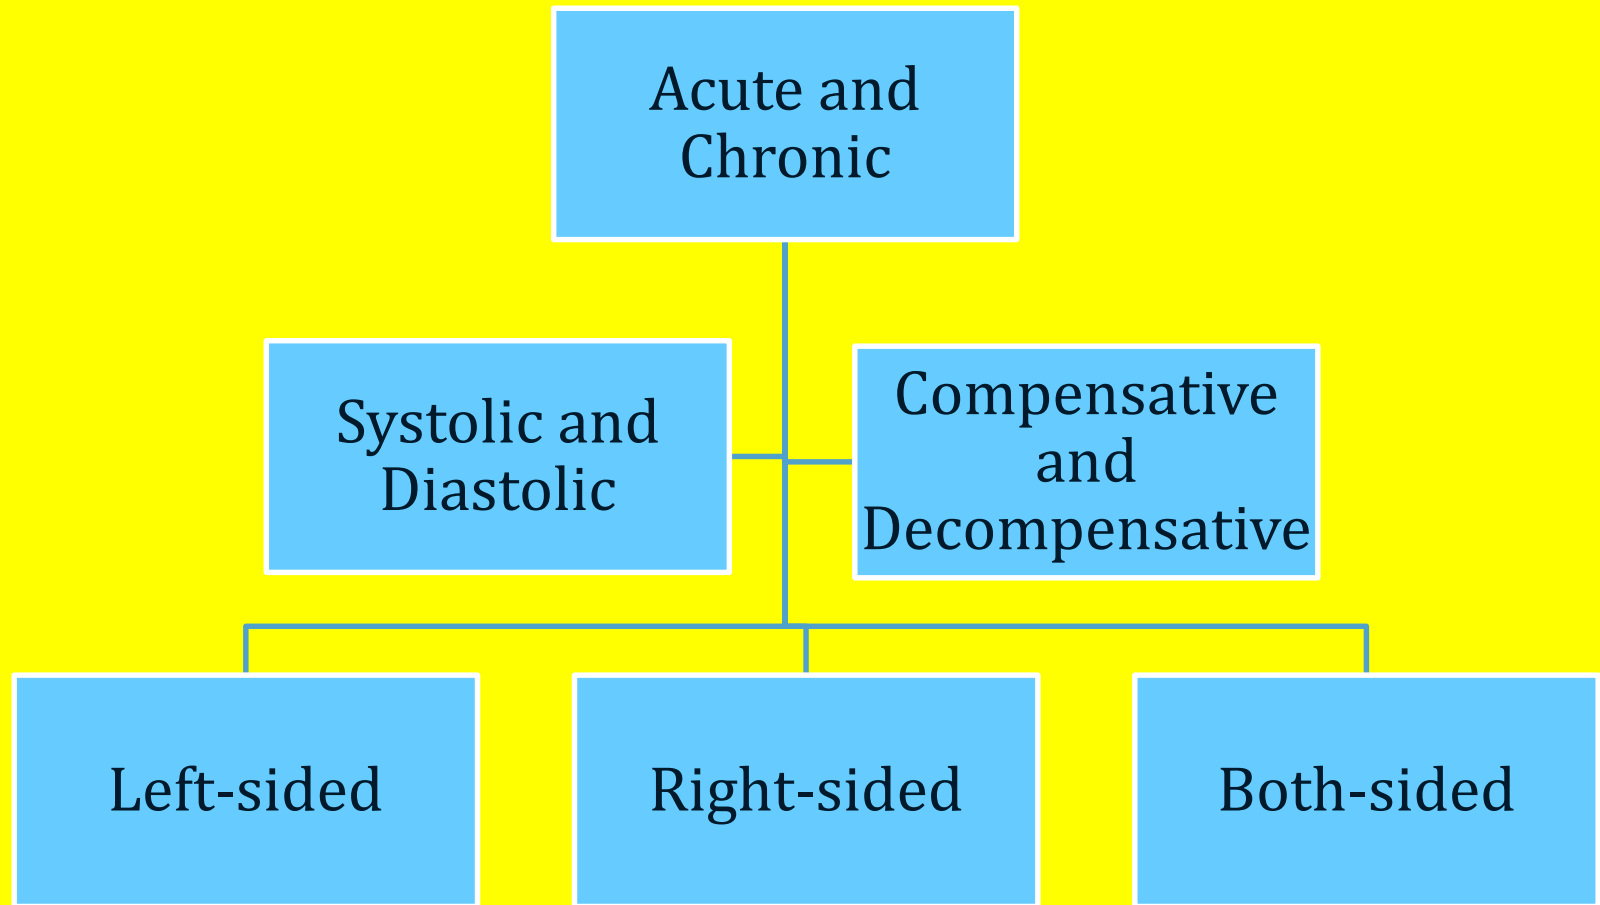 Acute and
Chronic
Systolic and
Diastolic
Compensative
and
Decompensative
Left-sided
Right-sided
Both-sided